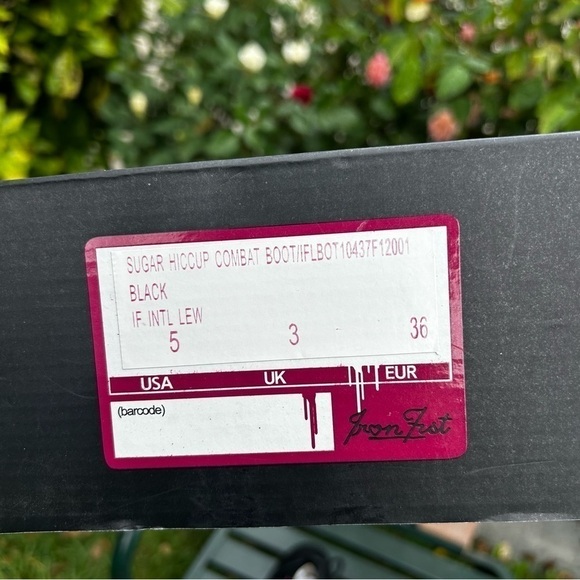 SUGAR HICCUP COMBAT BOOT/IFLBOT10437F12001
BLACK
IF INTL LEW
5 3 36
USA UK EUR
(barcode)
Iron Fist